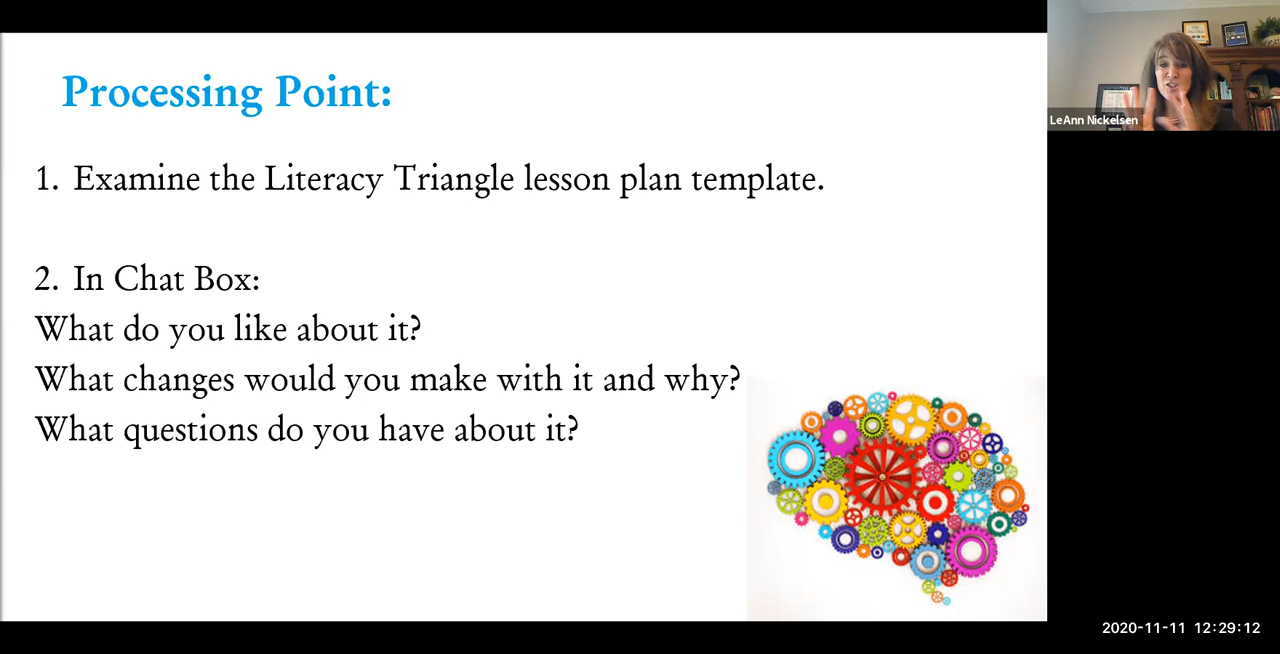 Processing Point:
1. Examine the Literacy Triangle lesson plan template.
2. In Chat Box:
What do you like about it?
What changes would you make with it and why?
What questions do you have about it?
LeAnn Nickelsen
2020-11-11 12:29:12